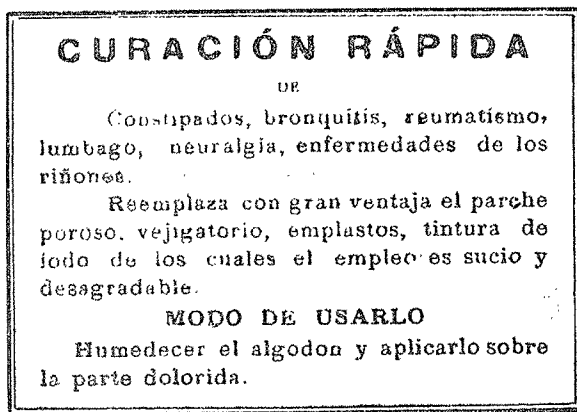 CURACIÓN RÁPIDA
DE
Constipados, bronquitis, reumatismo,
lumbago, neuralgia, enfermedades de los
riñones.
Reemplaza con gran ventaja el parche
poroso. vejigatorio, emplastos, tintura de
iodo de los cuales el empleo es sucio y
desagradable.
MODO DE USARLO
Humedecer el algodon y aplicarlo sobre
la parte dolorida.